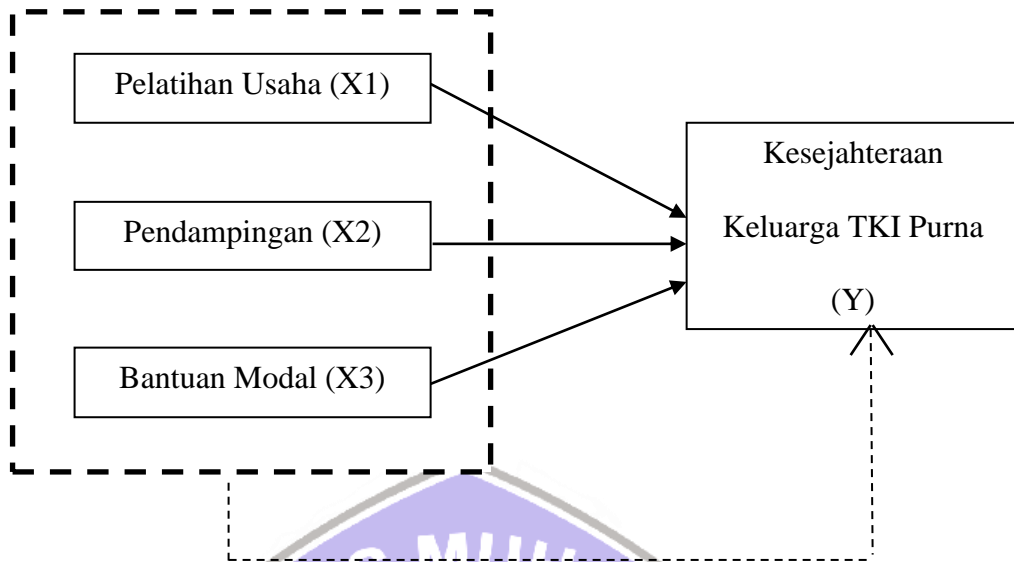 Pelatihan Usaha (X1)
Pendampingan (X2)
Bantuan Modal (X3)
Kesejahteraan
Keluarga TKI Purna
(Y)